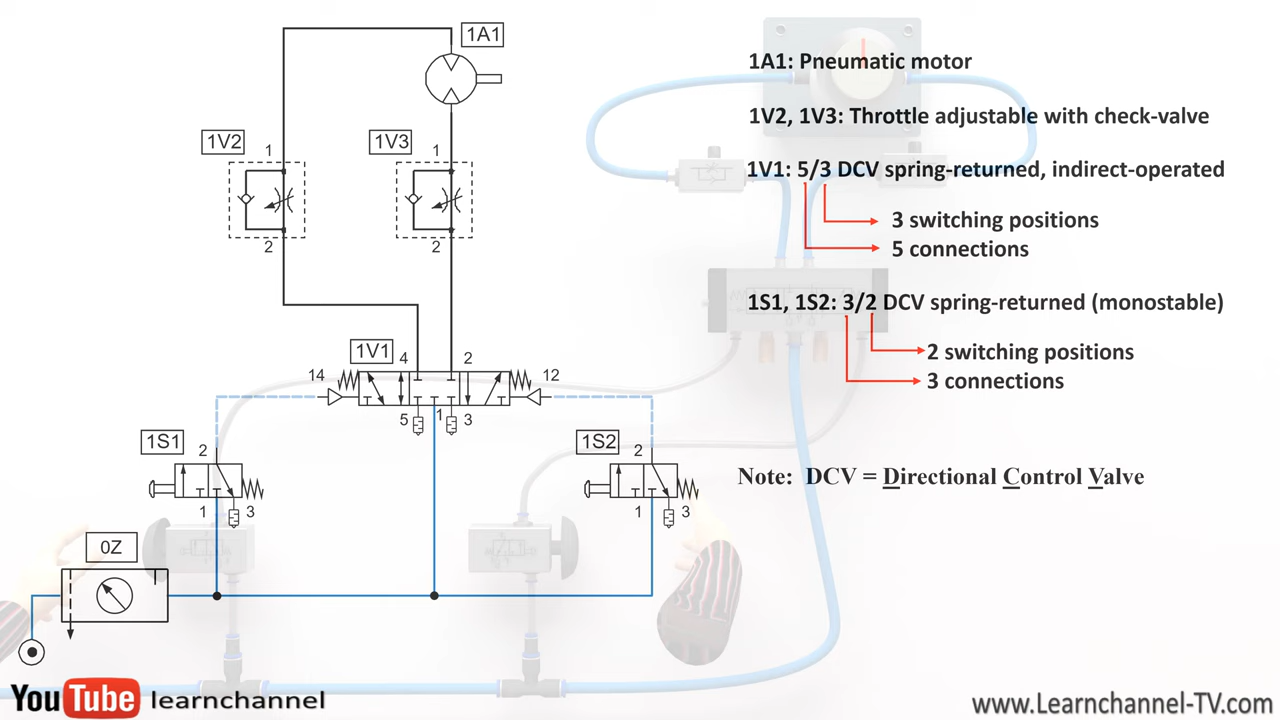 1A1
1V2
1
2
1V3
1
2
1V1
4
2
14
12
5
1
3
1S1
2
1
3
1S2
2
1
3
0Z
1A1: Pneumatic motor
1V2, 1V3: Throttle adjustable with check-valve
1V1: 5/3 DCV spring-returned, indirect-operated
3 switching positions
5 connections
1S1, 1S2: 3/2 DCV spring-returned (monostable)
2 switching positions
3 connections
Note: DCV = Directional Control Valve
YouTube learnchannel
www.Learnchannel-TV.com